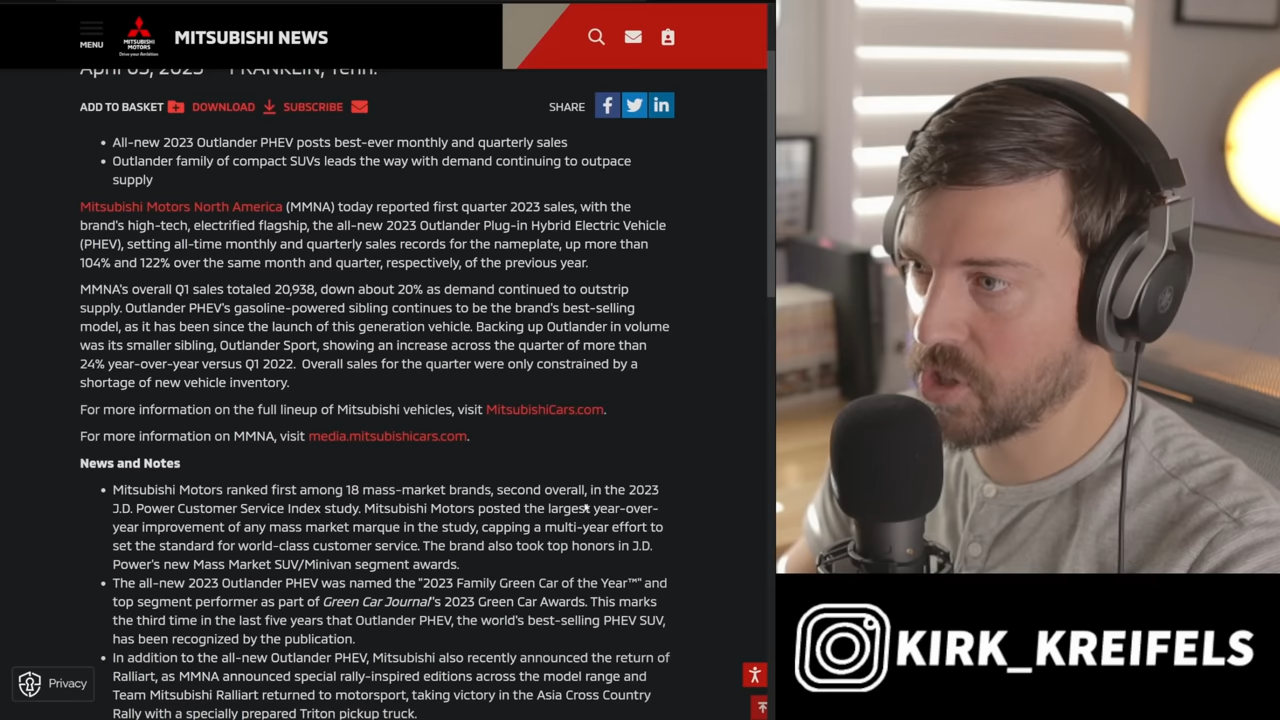 MENU
MITSUBISHI
MOTORS
Drive your Ambition
MITSUBISHI NEWS
April 03, 2023 — FRANKLIN, Tenn.
ADD TO BASKET DOWNLOAD SUBSCRIBE SHARE
• All-new 2023 Outlander PHEV posts best-ever monthly and quarterly sales
• Outlander family of compact SUVs leads the way with demand continuing to outpace
supply
Mitsubishi Motors North America (MMNA) today reported first quarter 2023 sales, with the
brand's high-tech, electrified flagship, the all-new 2023 Outlander Plug-in Hybrid Electric Vehicle
(PHEV), setting all-time monthly and quarterly sales records for the nameplate, up more than
104% and 122% over the same month and quarter, respectively, of the previous year.
MMNA's overall Q1 sales totaled 20,938, down about 20% as demand continued to outstrip
supply. Outlander PHEV's gasoline-powered sibling continues to be the brand's best-selling
model, as it has been since the launch of this generation vehicle. Backing up Outlander in volume
was its smaller sibling, Outlander Sport, showing an increase across the quarter of more than
24% year-over-year versus Q1 2022. Overall sales for the quarter were only constrained by a
shortage of new vehicle inventory.
For more information on the full lineup of Mitsubishi vehicles, visit MitsubishiCars.com.
For more information on MMNA, visit media.mitsubishicars.com.
News and Notes
• Mitsubishi Motors ranked first among 18 mass-market brands, second overall, in the 2023
J.D. Power Customer Service Index study. Mitsubishi Motors posted the largest year-over-
year improvement of any mass market marque in the study, capping a multi-year effort to
set the standard for world-class customer service. The brand also took top honors in J.D.
Power's new Mass Market SUV/Minivan segment awards.
• The all-new 2023 Outlander PHEV was named the "2023 Family Green Car of the Year™" and
top segment performer as part of Green Car Journal's 2023 Green Car Awards. This marks
the third time in the last five years that Outlander PHEV, the world's best-selling PHEV SUV,
has been recognized by the publication.
• In addition to the all-new Outlander PHEV, Mitsubishi also recently announced the return of
Ralliart, as MMNA announced special rally-inspired editions across the model range and
Team Mitsubishi Ralliart returned to motorsport, taking victory in the Asia Cross Country
Rally with a specially prepared Triton pickup truck.
Privacy
KIRK_KREIFELS